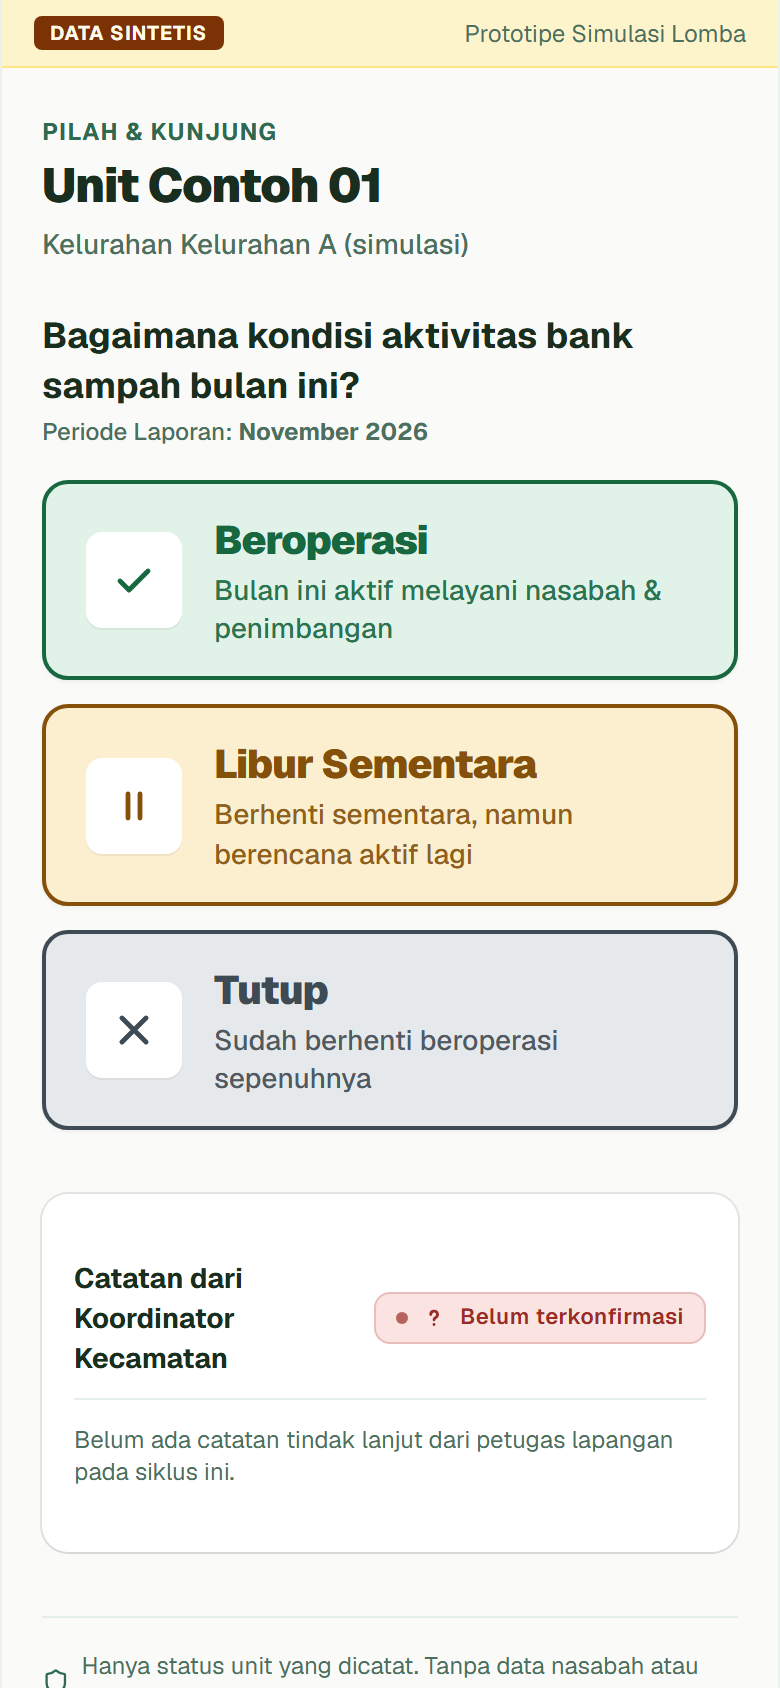 DATA SINTETIS
Prototipe Simulasi Lomba
PILAH & KUNJUNG
Unit Contoh 01
Kelurahan Kelurahan A (simulasi)
Bagaimana kondisi aktivitas bank
sampah bulan ini?
Periode Laporan: November 2026
Beroperasi
Bulan ini aktif melayani nasabah &
penimbangan
Libur Sementara
Berhenti sementara, namun
berencana aktif lagi
Tutup
Sudah berhenti beroperasi
sepenuhnya
Catatan dari
Koordinator
Kecamatan
? Belum terkonfirmasi
Belum ada catatan tindak lanjut dari petugas lapangan
pada siklus ini.
Hanya status unit yang dicatat. Tanpa data nasabah atau